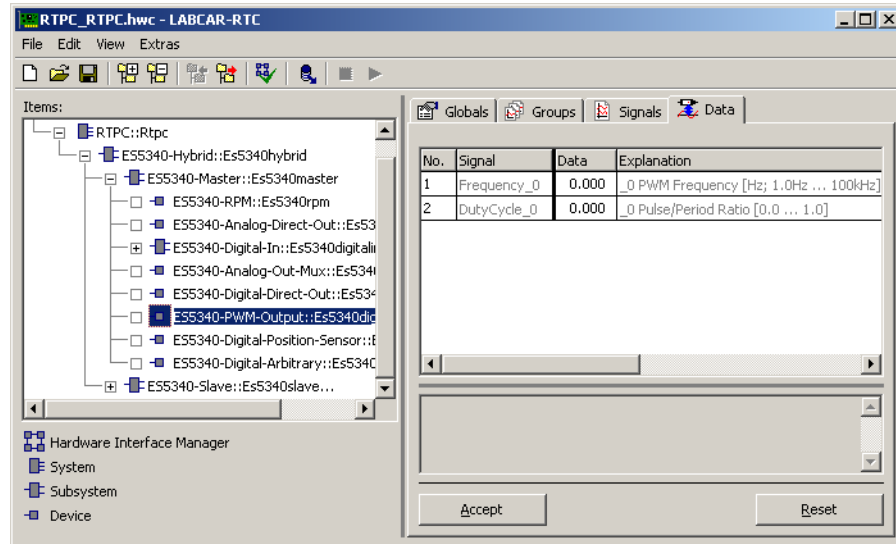 RTPC_RTPC.hwc - LABCAR-RTC
File Edit View Extras
Items:
RTPC::Rtpc
ES5340-Hybrid::Es5340hybrid
ES5340-Master::Es5340master
ES5340-RPM::Es5340rpm
ES5340-Analog-Direct-Out::Es53
ES5340-Digital-In::Es5340digitali
ES5340-Analog-Out-Mux::Es534
ES5340-Digital-Direct-Out::Es534
ES5340-PWM-Output::Es5340dig
ES5340-Digital-Position-Sensor::E
ES5340-Digital-Arbitrary::Es5340
ES5340-Slave::Es5340slave...
Hardware Interface Manager
System
Subsystem
Device
Globals Groups Signals Data
No. Signal Data Explanation
1 Frequency_0 0.000 _0 PWM Frequency [Hz; 1.0Hz ... 100kHz]
2 DutyCycle_0 0.000 _0 Pulse/Period Ratio [0.0 ... 1.0]
Accept Reset